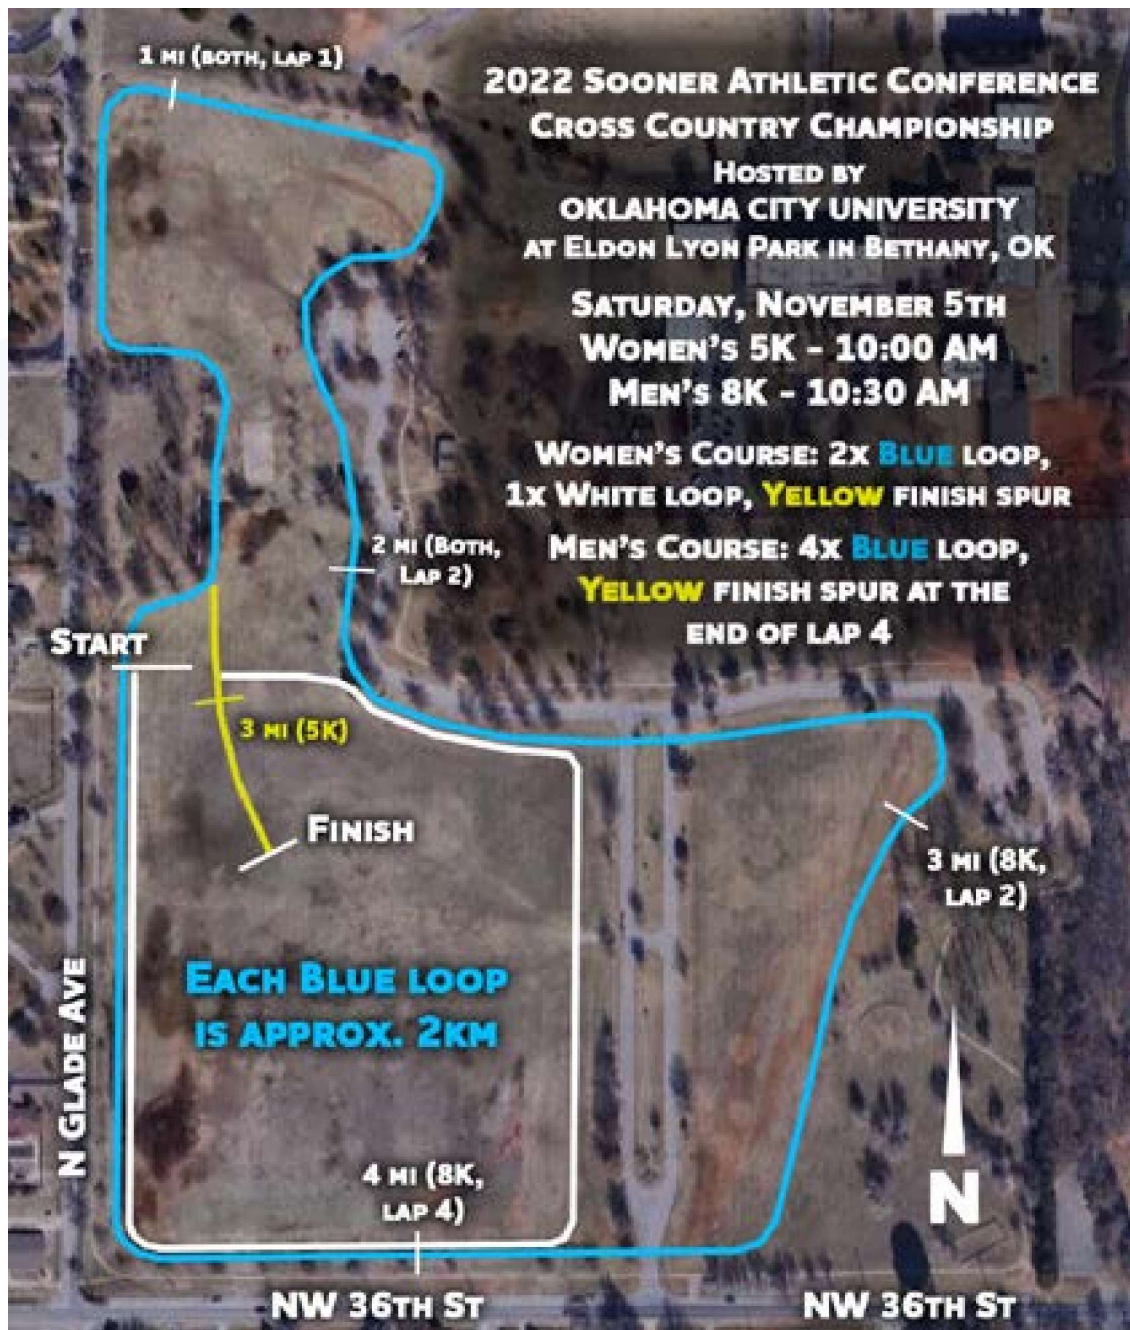 1 MI (BOTH, LAP 1)
2022 SOONER ATHLETIC CONFERENCE
CROSS COUNTRY CHAMPIONSHIP
HOSTED BY
OKLAHOMA CITY UNIVERSITY
AT ELDON LYON PARK IN BETHANY, OK
SATURDAY, NOVEMBER 5TH
WOMEN'S 5K - 10:00 AM
MEN'S 8K - 10:30 AM
WOMEN'S COURSE: 2X BLUE LOOP,
1X WHITE LOOP, YELLOW FINISH SPUR
MEN'S COURSE: 4X BLUE LOOP,
YELLOW FINISH SPUR AT THE
END OF LAP 4
2 MI (BOTH,
LAP 2)
START
3 MI (5K)
FINISH
3 MI (8K,
LAP 2)
EACH BLUE LOOP
IS APPROX. 2KM
N GLADE AVE
4 MI (8K,
LAP 4)
N
NW 36TH ST
NW 36TH ST